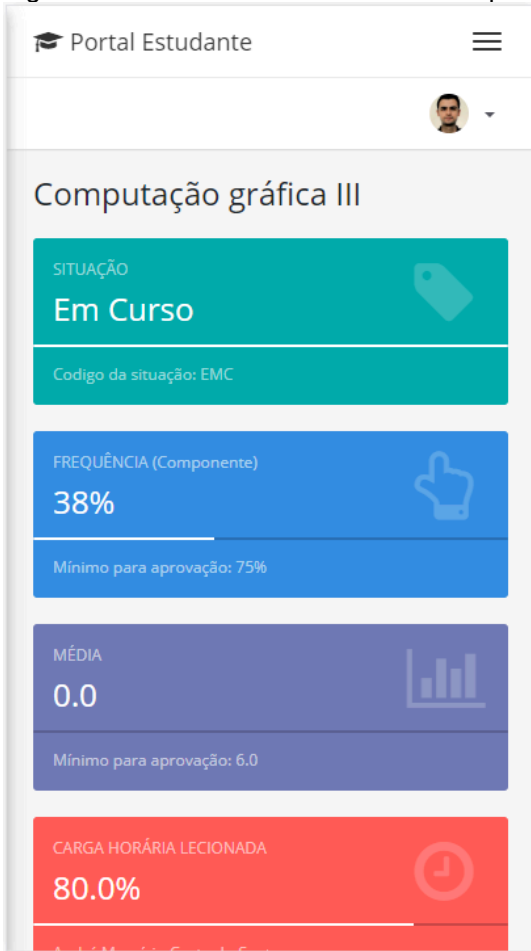 Portal Estudante
Computação gráfica III
SITUAÇÃO
Em Curso
Codigo da situação: EMC
FREQUÊNCIA (Componente)
38%
Mínimo para aprovação: 75%
MÉDIA
0.0
Mínimo para aprovação: 6.0
CARGA HORÁRIA LECIONADA
80.0%